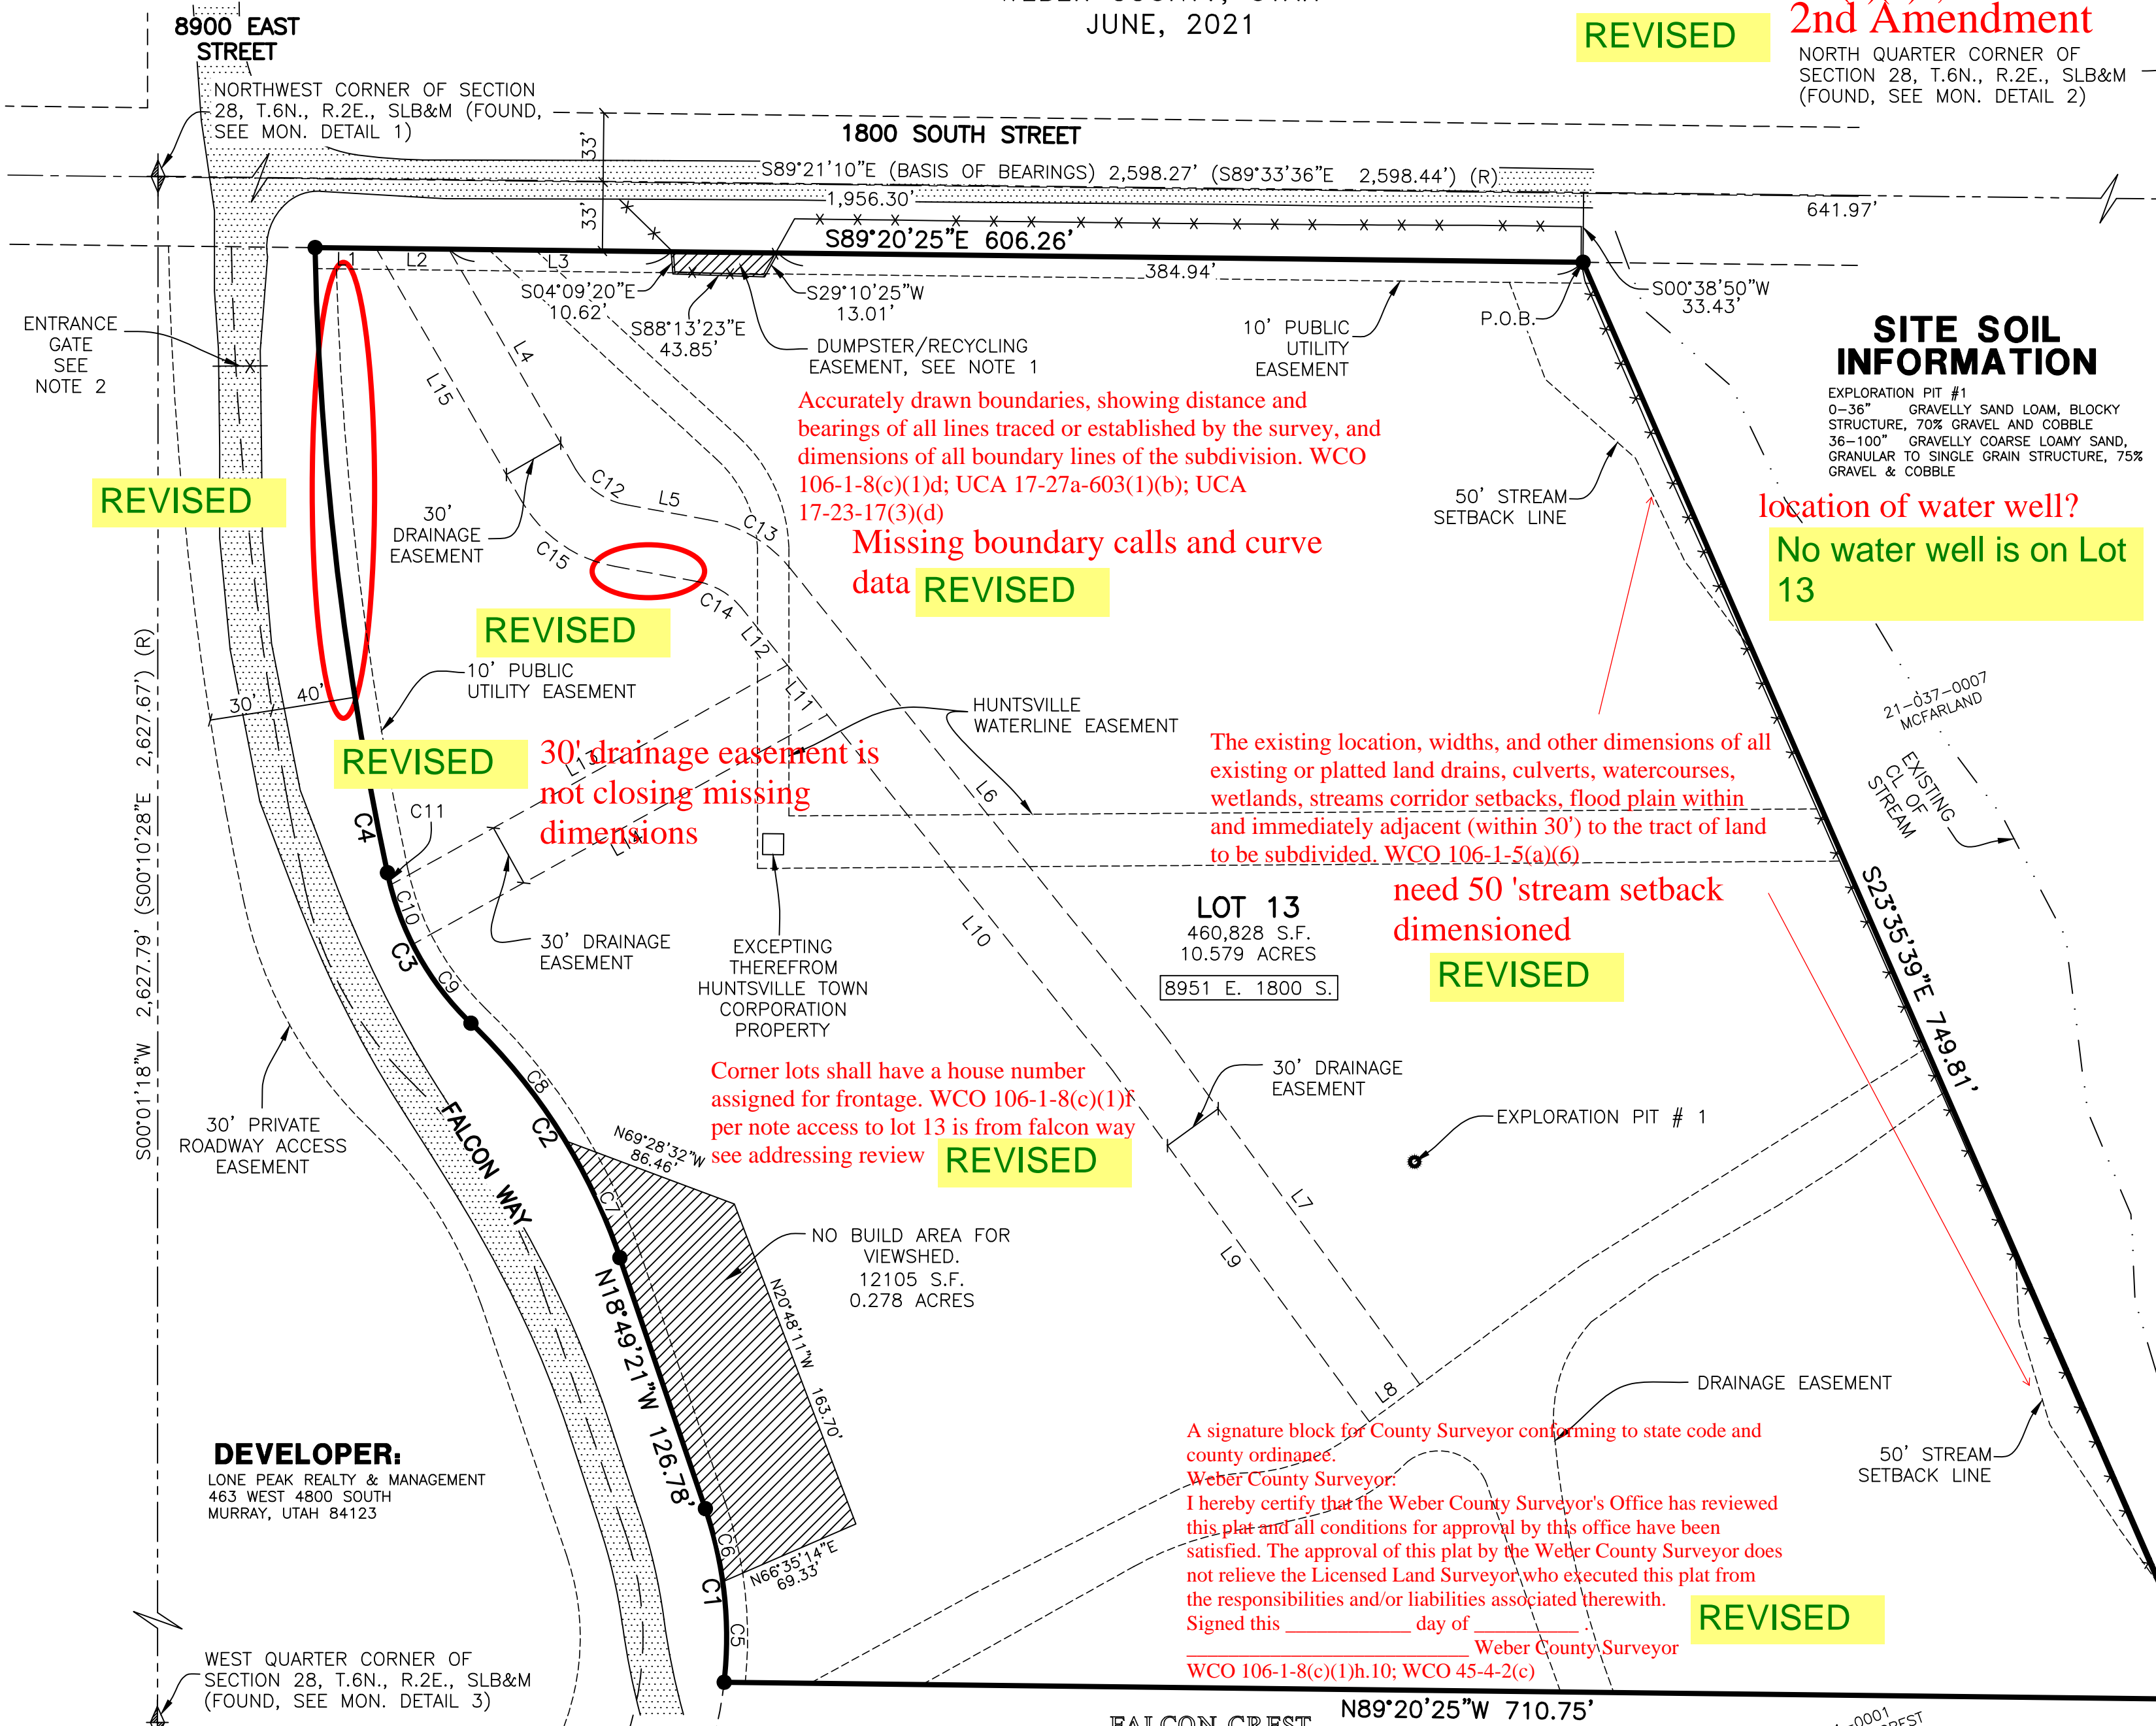 WEBER COUNTY, UTAH
JUNE, 2021
REVISED
2nd Amendment
NORTH QUARTER CORNER OF
SECTION 28, T.6N., R.2E., SLB&M
(FOUND, SEE MON. DETAIL 2)
8900 EAST
STREET
NORTHWEST CORNER OF SECTION
28, T.6N., R.2E., SLB&M (FOUND,
SEE MON. DETAIL 1)
33'
33'
1800 SOUTH STREET
S89°21'10"E (BASIS OF BEARINGS) 2,598.27' (S89°33'36"E 2,598.44') (R)
1,956.30'
641.97'
S89°20'25"E 606.26'
L1
L2
L3
384.94'
S04°09'20"E
10.62'
S88°13'23"E
43.85'
S29°10'25"W
13.01'
DUMPSTER/RECYCLING
EASEMENT, SEE NOTE 1
10' PUBLIC
UTILITY
EASEMENT
P.O.B.
S00°38'50"W
33.43'
ENTRANCE
GATE
SEE
NOTE 2
SITE SOIL
INFORMATION
EXPLORATION PIT #1
0-36" GRAVELLY SAND LOAM, BLOCKY
STRUCTURE, 70% GRAVEL AND COBBLE
36-100" GRAVELLY COARSE LOAMY SAND,
GRANULAR TO SINGLE GRAIN STRUCTURE, 75%
GRAVEL & COBBLE
location of water well?
No water well is on Lot
13
L15
L4
Accurately drawn boundaries, showing distance and
bearings of all lines traced or established by the survey, and
dimensions of all boundary lines of the subdivision. WCO
106-1-8(c)(1)d; UCA 17-27a-603(1)(b); UCA
17-23-17(3)(d)
Missing boundary calls and curve
data
REVISED
50' STREAM
SETBACK LINE
REVISED
30'
DRAINAGE
EASEMENT
C12
L5
C13
C15
C14
L12
L11
REVISED
10' PUBLIC
UTILITY EASEMENT
30'
40'
HUNTSVILLE
WATERLINE EASEMENT
21-037-0007
MCFARLAND
EXISTING
CL OF
STREAM
REVISED
30' drainage easement is
not closing missing
dimensions
L13
L14
L6
The existing location, widths, and other dimensions of all
existing or platted land drains, culverts, watercourses,
wetlands, streams corridor setbacks, flood plain within
and immediately adjacent (within 30') to the tract of land
to be subdivided. WCO 106-1-5(a)(6)
need 50 'stream setback
dimensioned
REVISED
C4
C11
C10
C3
C9
30' DRAINAGE
EASEMENT
EXCEPTING
THEREFROM
HUNTSVILLE TOWN
CORPORATION
PROPERTY
L10
LOT 13
460,828 S.F.
10.579 ACRES
8951 E. 1800 S.
S23°35'39"E 749.81'
S00°01'18"W 2,627.79' (S00°10'28"E 2,627.67') (R)
Corner lots shall have a house number
assigned for frontage. WCO 106-1-8(c)(1)f
per note access to lot 13 is from falcon way
see addressing review
REVISED
30' DRAINAGE
EASEMENT
EXPLORATION PIT # 1
30' PRIVATE
ROADWAY ACCESS
EASEMENT
FALCON WAY
C8
C2
C7
N69°28'32"W
86.46'
L7
L9
NO BUILD AREA FOR
VIEWSHED.
12105 S.F.
0.278 ACRES
N20°48'11"W 163.70'
N18°49'21"W 126.78'
L8
DRAINAGE EASEMENT
50' STREAM
SETBACK LINE
DEVELOPER:
LONE PEAK REALTY & MANAGEMENT
463 WEST 4800 SOUTH
MURRAY, UTAH 84123
A signature block for County Surveyor conforming to state code and
county ordinance.
Weber County Surveyor:
I hereby certify that the Weber County Surveyor's Office has reviewed
this plat and all conditions for approval by this office have been
satisfied. The approval of this plat by the Weber County Surveyor does
not relieve the Licensed Land Surveyor who executed this plat from
the responsibilities and/or liabilities associated therewith.
Signed this ____________ day of __________ .
___________________________ Weber County Surveyor
WCO 106-1-8(c)(1)h.10; WCO 45-4-2(c)
REVISED
C6
N66°35'14"E
69.33'
C1
C5
WEST QUARTER CORNER OF
SECTION 28, T.6N., R.2E., SLB&M
(FOUND, SEE MON. DETAIL 3)
N89°20'25"W 710.75'
FALCON CREST